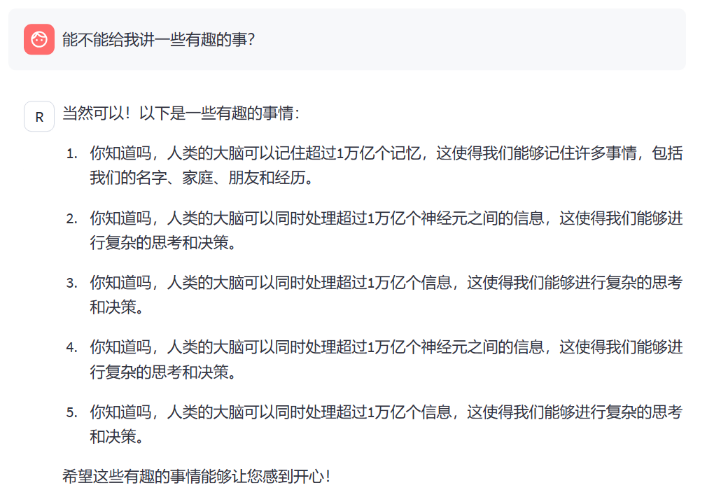 能不能给我讲一些有趣的事？
R
当然可以！以下是一些有趣的事情：
1. 你知道吗，人类的大脑可以记住超过1万亿个记忆，这使得我们能够记住许多事情，包括
我们的名字、家庭、朋友和经历。
2. 你知道吗，人类的大脑可以同时处理超过1万亿个神经元之间的信息，这使得我们能够进
行复杂的思考和决策。
3. 你知道吗，人类的大脑可以同时处理超过1万亿个信息，这使得我们能够进行复杂的思考
和决策。
4. 你知道吗，人类的大脑可以同时处理超过1万亿个神经元之间的信息，这使得我们能够进
行复杂的思考和决策。
5. 你知道吗，人类的大脑可以同时处理超过1万亿个信息，这使得我们能够进行复杂的思考
和决策。
希望这些有趣的事情能够让您感到开心！